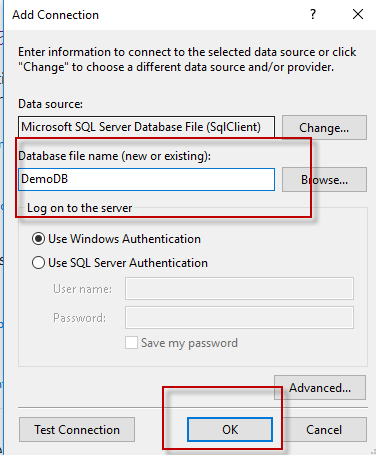 Add Connection
Enter information to connect to the selected data source or click
"Change" to choose a different data source and/or provider.
Data source:
Microsoft SQL Server Database File (SqlClient)
Change...
Database file name (new or existing):
DemoDB
Browse...
Log on to the server
Use Windows Authentication
Use SQL Server Authentication
User name:
Password:
Save my password
Advanced...
Test Connection
OK
Cancel